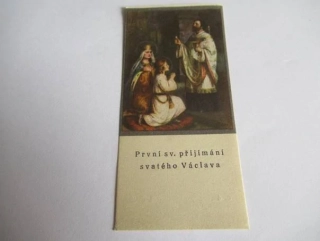 První sv. přijímání
svatého Václava